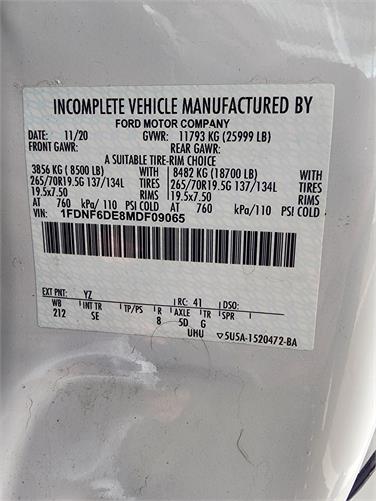 INCOMPLETE VEHICLE MANUFACTURED BY
FORD MOTOR COMPANY
DATE: 11/20 GVWR: 11793 KG (25999 LB)
FRONT GAWR: REAR GAWR:
A SUITABLE TIRE-RIM CHOICE
3856 KG ( 8500 LB) WITH 8482 KG (18700 LB) WITH
265/70R19.5G 137/134L TIRES 265/70R19.5G 137/134L TIRES
19.5x7.50 RIMS 19.5x7.50 RIMS
AT 760 kPa/110 PSI COLD AT 760 kPa/110 PSI COLD
VIN: 1FDNF6DE8MDF09065
EXT PNT: YZ RC: 41 DSO:
WB INT TR TP/PS R AXLE TR SPR
212 SE 8 5D G
UHU ▽5U5A-1520472-BA